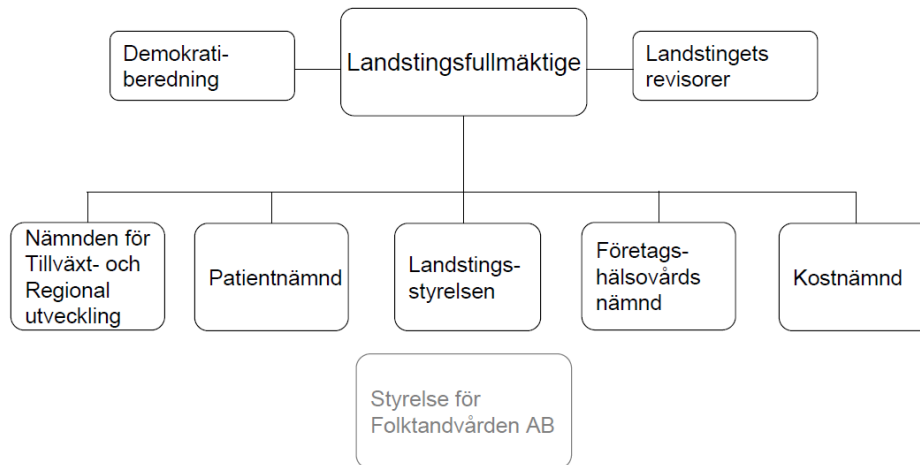 Demokrati-
beredning
Landstingsfullmäktige
Landstingets
revisorer
Nämnden för
Tillväxt- och
Regional
utveckling
Patientnämnd
Landstings-
styrelsen
Företags-
hälsovårds
nämnd
Kostnämnd
Styrelse för
Folktandvården AB